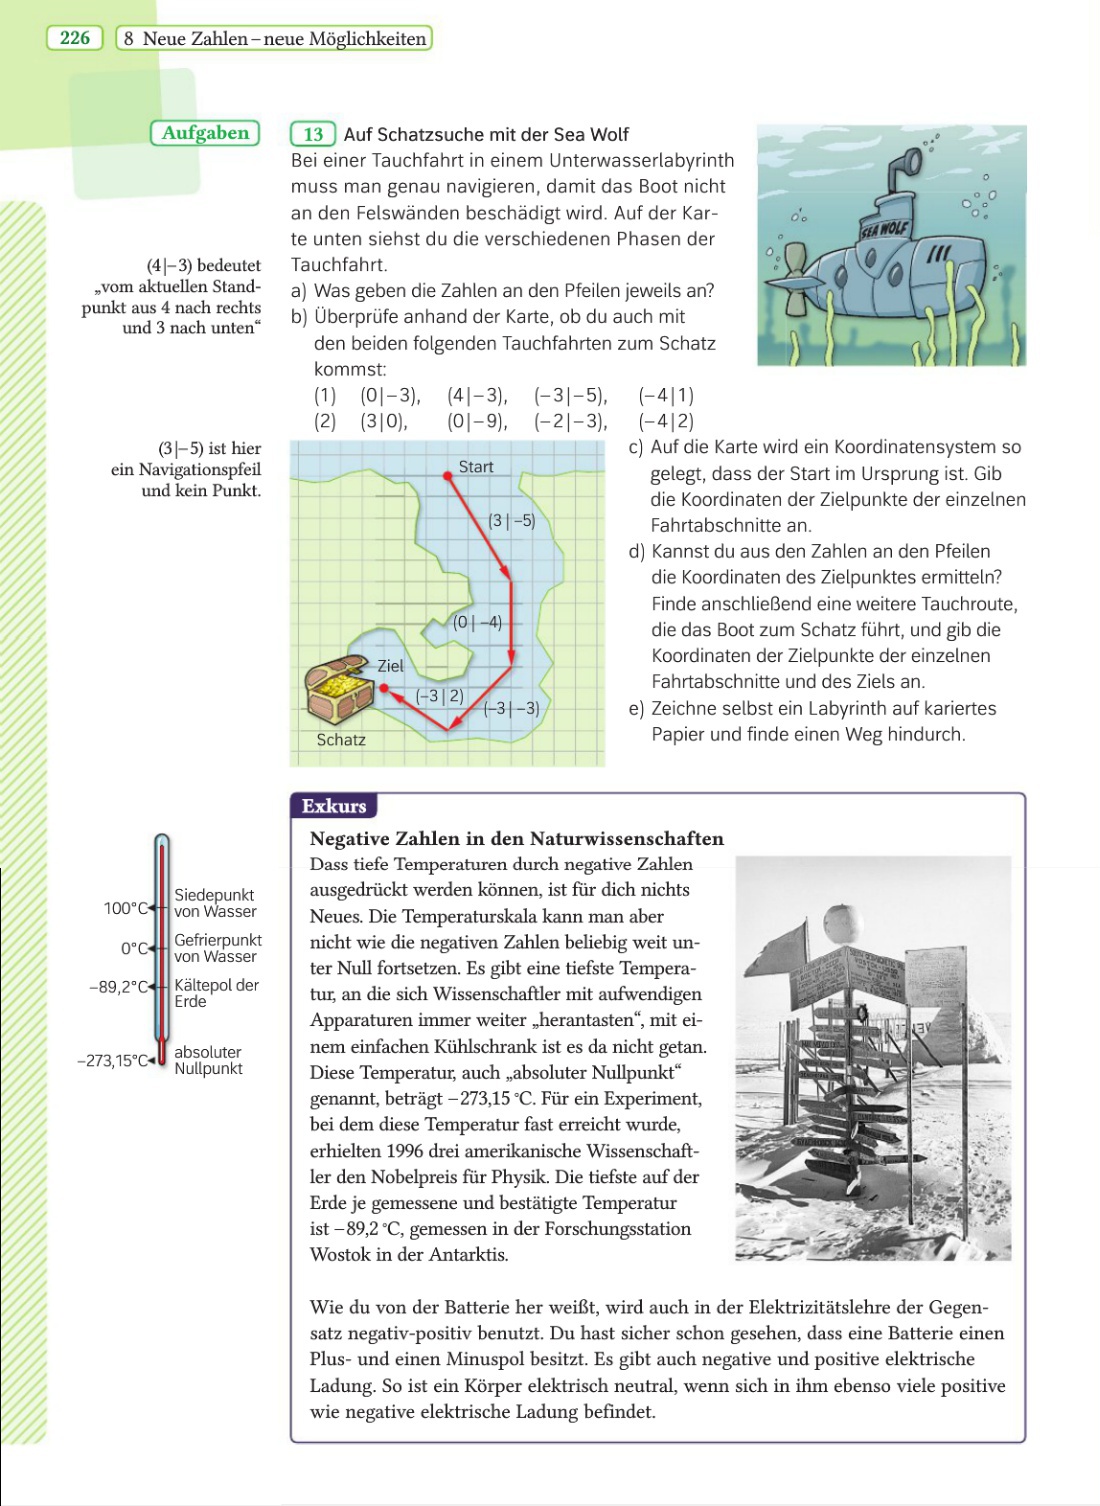 226
8 Neue Zahlen – neue Möglichkeiten
Aufgaben
13 Auf Schatzsuche mit der Sea Wolf
Bei einer Tauchfahrt in einem Unterwasserlabyrinth
muss man genau navigieren, damit das Boot nicht
an den Felswänden beschädigt wird. Auf der Kar-
te unten siehst du die verschiedenen Phasen der
Tauchfahrt.
(4|−3) bedeutet
„vom aktuellen Stand-
punkt aus 4 nach rechts
und 3 nach unten“
a) Was geben die Zahlen an den Pfeilen jeweils an?
b) Überprüfe anhand der Karte, ob du auch mit
den beiden folgenden Tauchfahrten zum Schatz
kommst:
(1) (0|−3), (4|−3), (−3|−5), (−4|1)
(2) (3|0), (0|−9), (−2|−3), (−4|2)
SEA WOLF
(3|−5) ist hier
ein Navigationspfeil
und kein Punkt.
Start
(3|−5)
(0|−4)
Ziel
(−3|2)
(−3|−3)
Schatz
c) Auf die Karte wird ein Koordinatensystem so
gelegt, dass der Start im Ursprung ist. Gib
die Koordinaten der Zielpunkte der einzelnen
Fahrtabschnitte an.
d) Kannst du aus den Zahlen an den Pfeilen
die Koordinaten des Zielpunktes ermitteln?
Finde anschließend eine weitere Tauchroute,
die das Boot zum Schatz führt, und gib die
Koordinaten der Zielpunkte der einzelnen
Fahrtabschnitte und des Ziels an.
e) Zeichne selbst ein Labyrinth auf kariertes
Papier und finde einen Weg hindurch.
Exkurs
Negative Zahlen in den Naturwissenschaften
Dass tiefe Temperaturen durch negative Zahlen
ausgedrückt werden können, ist für dich nichts
Neues. Die Temperaturskala kann man aber
nicht wie die negativen Zahlen beliebig weit un-
ter Null fortsetzen. Es gibt eine tiefste Tempera-
tur, an die sich Wissenschaftler mit aufwendigen
Apparaturen immer weiter „herantasten“, mit ei-
nem einfachen Kühlschrank ist es da nicht getan.
Diese Temperatur, auch „absoluter Nullpunkt“
genannt, beträgt −273,15 °C. Für ein Experiment,
bei dem diese Temperatur fast erreicht wurde,
erhielten 1996 drei amerikanische Wissenschaft-
ler den Nobelpreis für Physik. Die tiefste auf der
Erde je gemessene und bestätigte Temperatur
ist −89,2 °C, gemessen in der Forschungsstation
Wostok in der Antarktis.
100°C Siedepunkt
von Wasser
0°C Gefrierpunkt
von Wasser
−89,2°C Kältepol der
Erde
−273,15°C absoluter
Nullpunkt
Wie du von der Batterie her weißt, wird auch in der Elektrizitätslehre der Gegen-
satz negativ-positiv benutzt. Du hast sicher schon gesehen, dass eine Batterie einen
Plus- und einen Minuspol besitzt. Es gibt auch negative und positive elektrische
Ladung. So ist ein Körper elektrisch neutral, wenn sich in ihm ebenso viele positive
wie negative elektrische Ladung befindet.